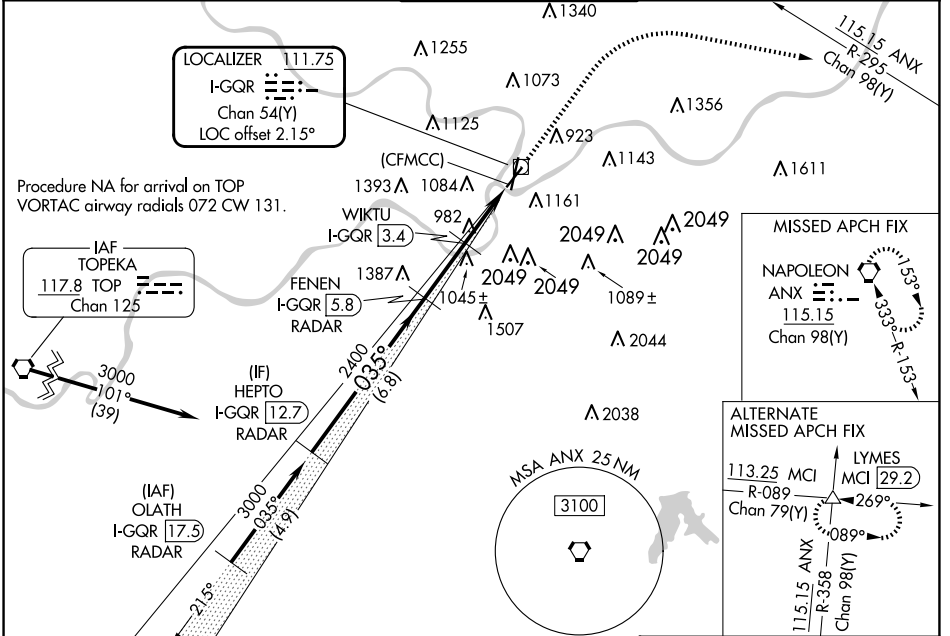 1340
1255
115.15 ANX
R-295
Chan 98(Y)
LOCALIZER 111.75
I-GQR
Chan 54(Y)
LOC offset 2.15°
1073
1356
1125
923
(CFMCC)
1143
1611
Procedure NA for arrival on TOP
VORTAC airway radials 072 CW 131.
1393
1084
1161
WIKTU
I-GQR 3.4
982
2049
2049
2049
2049
2049
1089 ±
1045 ±
IAF
TOPEKA
117.8 TOP
Chan 125
1387
FENEN
I-GQR 5.8
RADAR
1507
2044
MISSED APCH FIX
NAPOLEON
ANX
115.15
Chan 98(Y)
153°
333°
R-153
3000
101°
(39)
2400
035°
(6.8)
(IF)
HEPTO
I-GQR 12.7
RADAR
2038
(IAF)
OLATH
I-GQR 17.5
RADAR
3000
035°
(4.9)
215°
MSA ANX 25 NM
3100
ALTERNATE
MISSED APCH FIX
LYMES
MCI 29.2
113.25 MCI
R-089
Chan 79(Y)
269°
089°
115.15 ANX
R-358
Chan 98(Y)